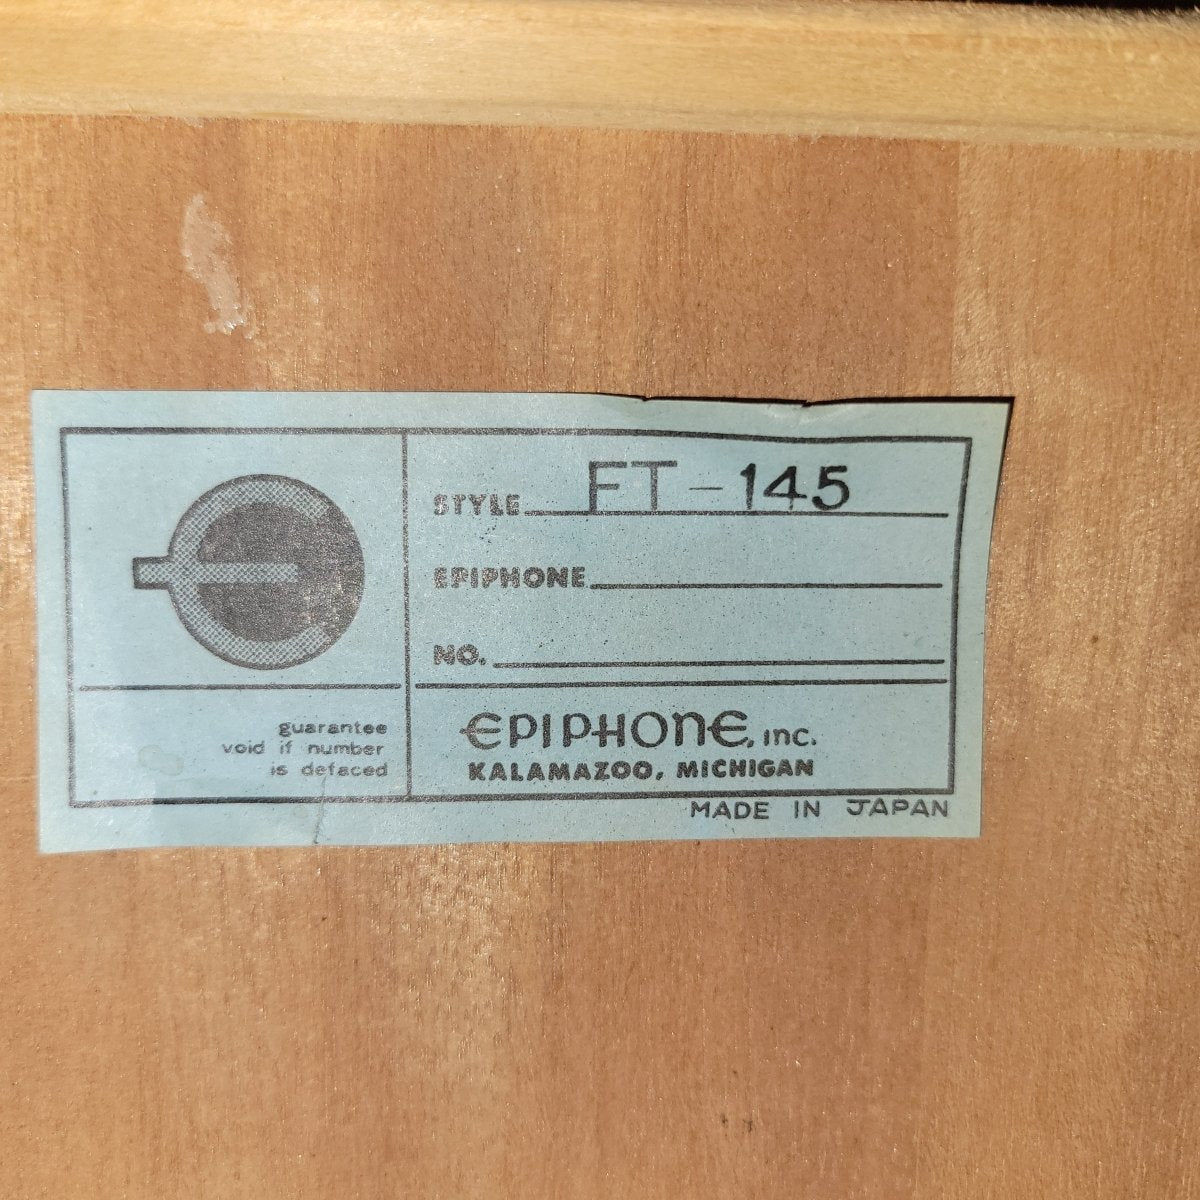 STYLE FT-145
EPIPHONE
NO.
guarantee
void if number
is defaced
EPIPHONE, INC.
KALAMAZOO, MICHIGAN
MADE IN JAPAN